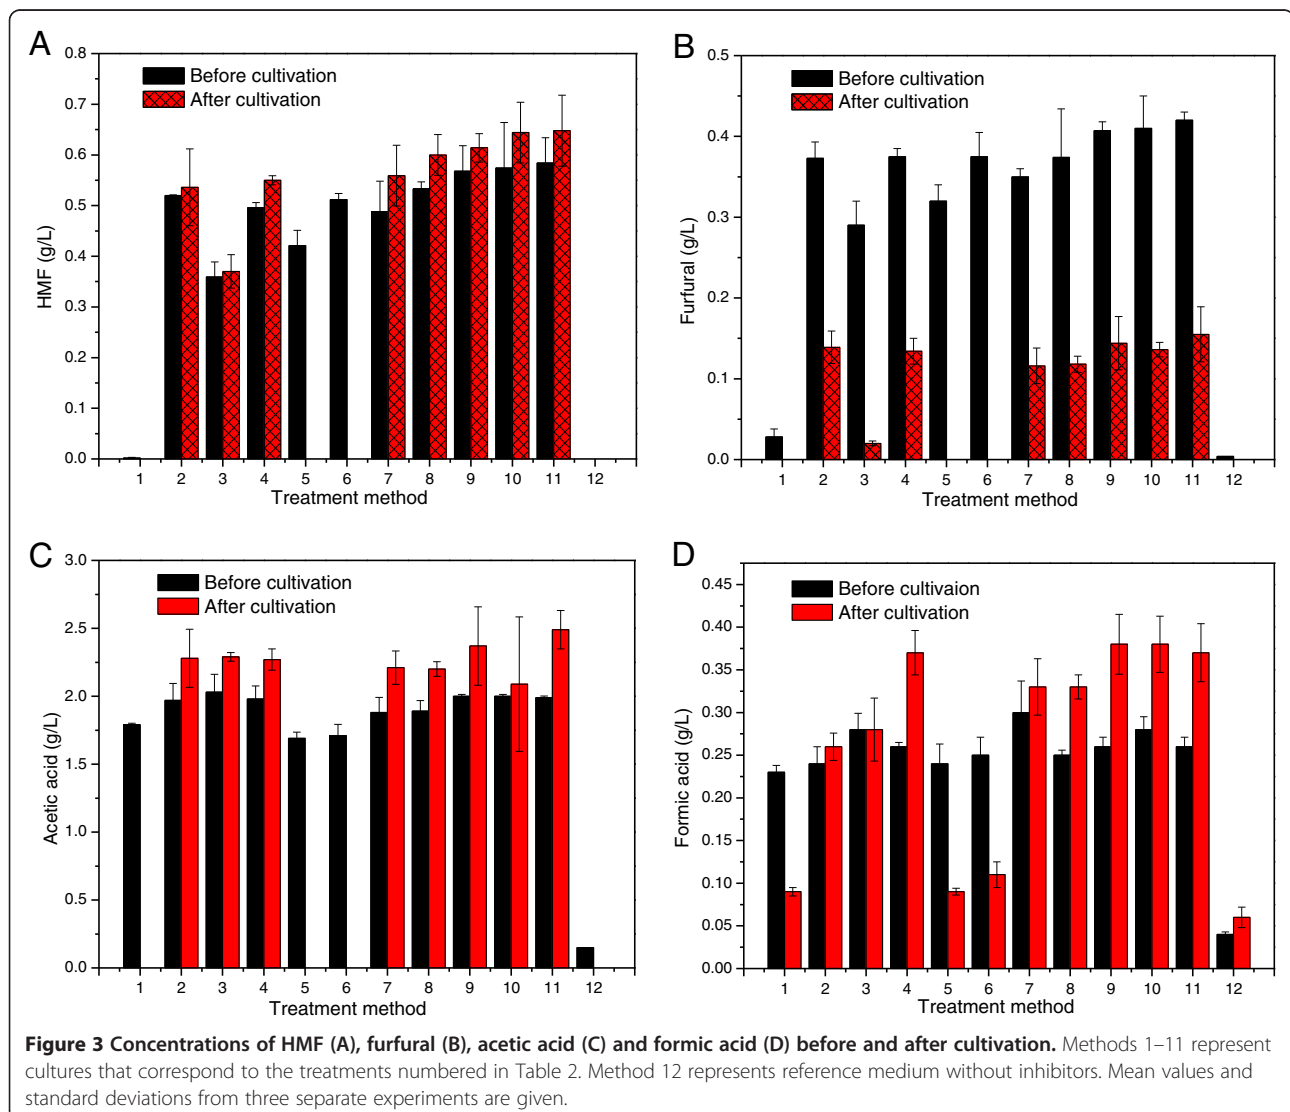 A
0.8
0.7
0.6
0.5
0.4
0.3
0.2
0.1
0.0
HMF (g/L)
Before cultivation
After cultivation
1 2 3 4 5 6 7 8 9 10 11 12
Treatment method
B
0.5
0.4
0.3
0.2
0.1
0.0
Furfural (g/L)
Before cultivation
After cultivation
1 2 3 4 5 6 7 8 9 10 11 12
Treatment method
C
3.0
2.5
2.0
1.5
1.0
0.5
0.0
Acetic acid (g/L)
Before cultivation
After cultivation
1 2 3 4 5 6 7 8 9 10 11 12
Treatment method
D
0.45
0.40
0.35
0.30
0.25
0.20
0.15
0.10
0.05
0.00
Formic acid (g/L)
Before cultivaion
After cultivation
1 2 3 4 5 6 7 8 9 10 11 12
Treatment method
Figure 3 Concentrations of HMF (A), furfural (B), acetic acid (C) and formic acid (D) before and after cultivation. Methods 1–11 represent
cultures that correspond to the treatments numbered in Table 2. Method 12 represents reference medium without inhibitors. Mean values and
standard deviations from three separate experiments are given.